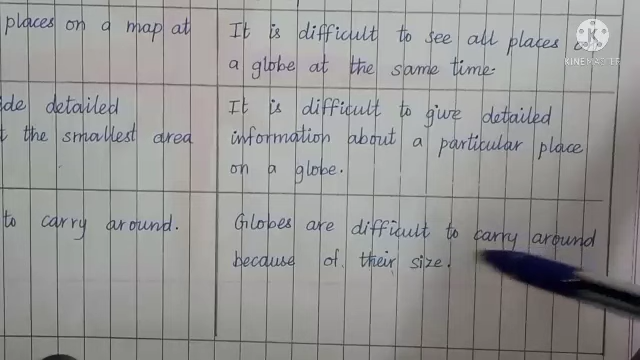 places on a map at
It is difficult to see all places
a globe at the same time.
detailed
the smallest area
It is difficult to give detailed
information about a particular place
on a globe.
to carry around.
Globes are difficult to carry around
because of their size.
KINEMASTER